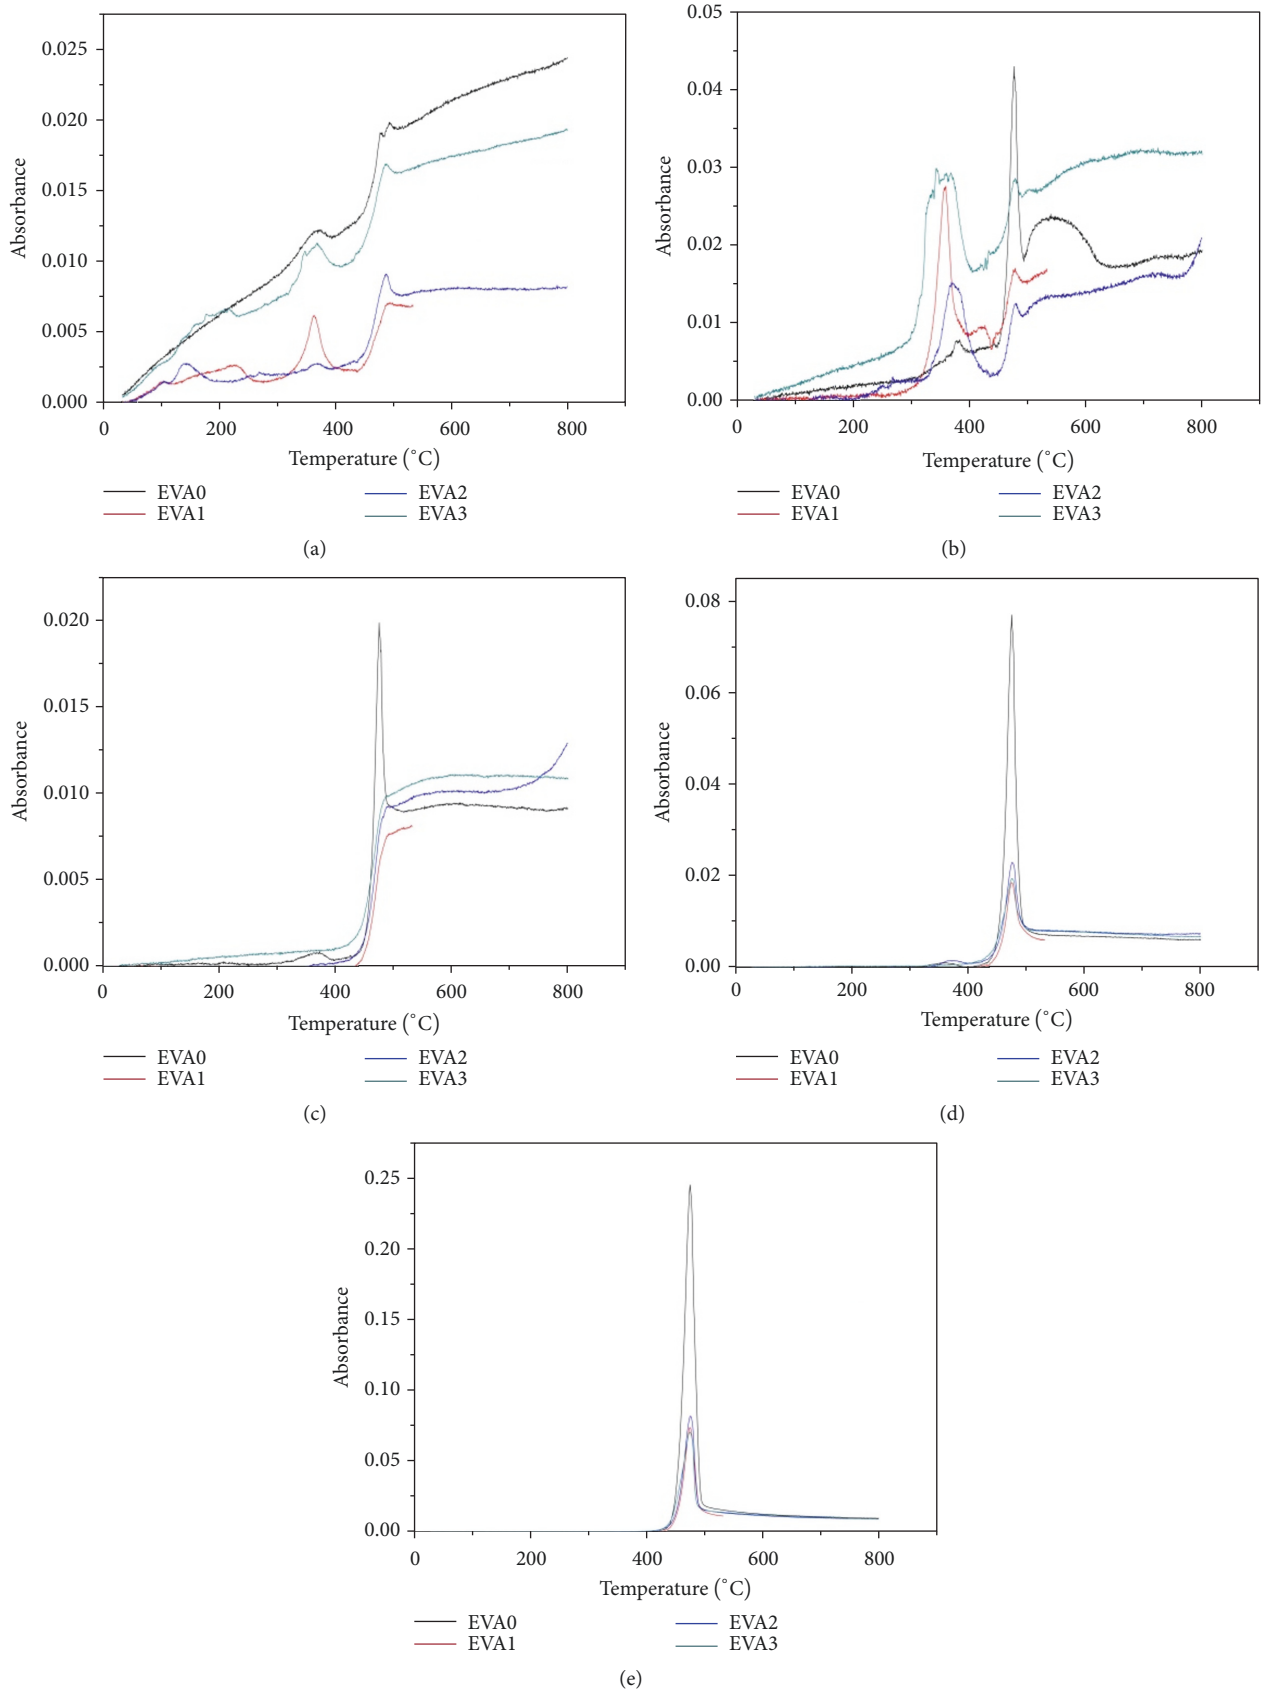 0.025
0.020
0.015
0.010
0.005
0.000
Absorbance
0 200 400 600 800
Temperature (°C)
EVA0 EVA2
EVA1 EVA3
(a)
0.05
0.04
0.03
0.02
0.01
0.00
Absorbance
0 200 400 600 800
Temperature (°C)
EVA0 EVA2
EVA1 EVA3
(b)
0.020
0.015
0.010
0.005
0.000
Absorbance
0 200 400 600 800
Temperature (°C)
EVA0 EVA2
EVA1 EVA3
(c)
0.08
0.06
0.04
0.02
0.00
Absorbance
0 200 400 600 800
Temperature (°C)
EVA0 EVA2
EVA1 EVA3
(d)
0.25
0.20
0.15
0.10
0.05
0.00
Absorbance
0 200 400 600 800
Temperature (°C)
EVA0 EVA2
EVA1 EVA3
(e)